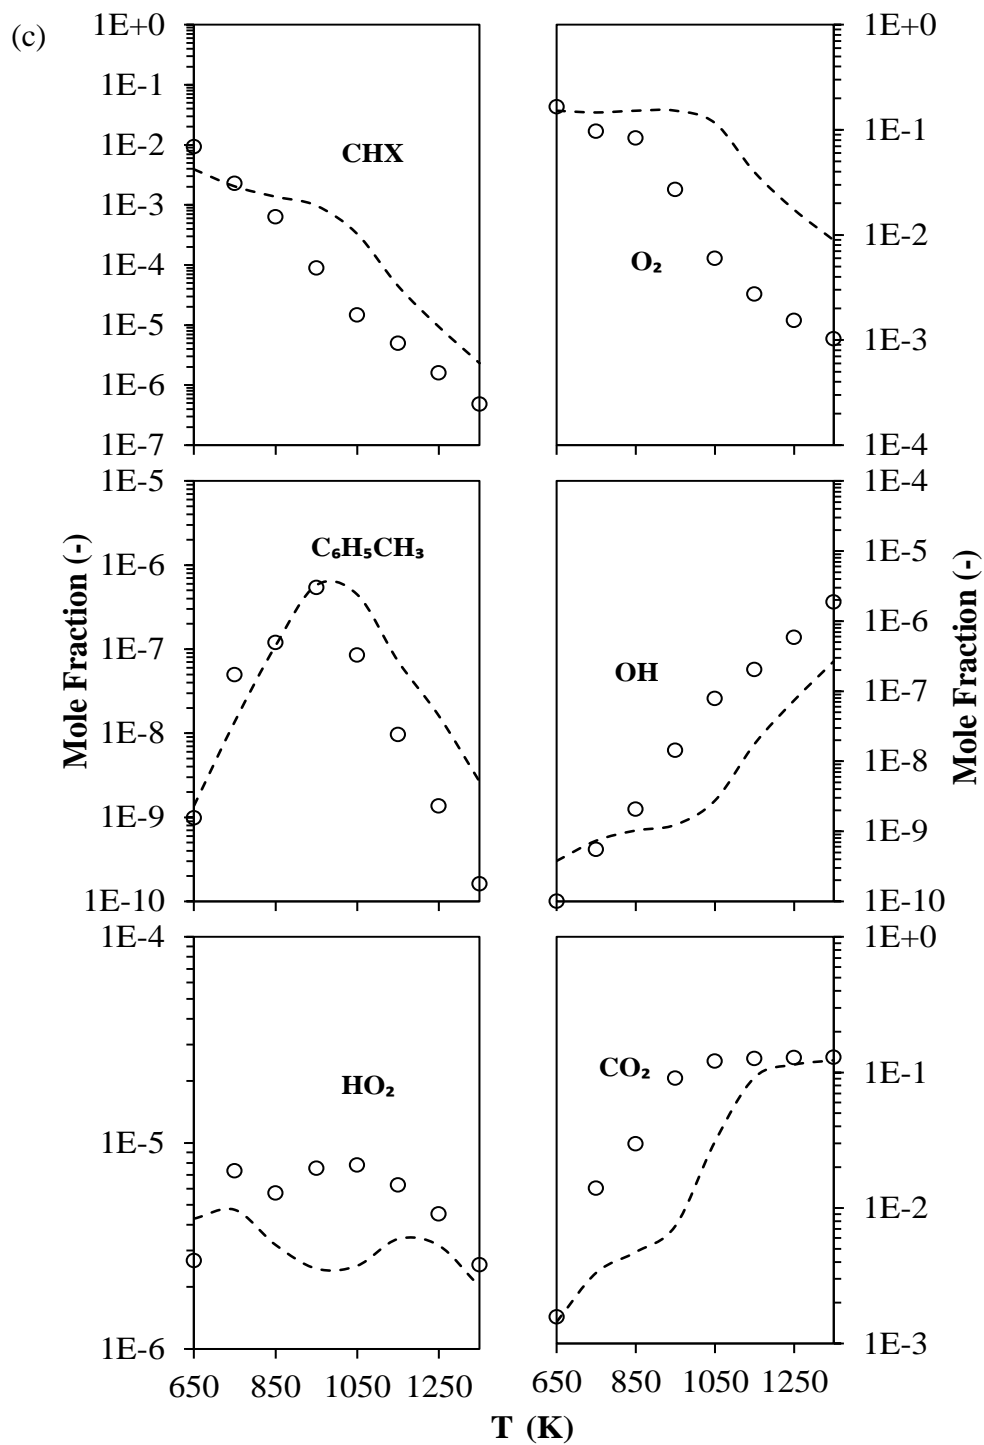 (c)
1E+0
1E-1
1E-2
1E-3
1E-4
1E-5
1E-6
1E-7
CHX
1E+0
1E-1
1E-2
1E-3
1E-4
O₂
1E-5
1E-6
1E-7
1E-8
1E-9
1E-10
C₆H₅CH₃
Mole Fraction (-)
1E-4
1E-5
1E-6
1E-7
1E-8
1E-9
1E-10
OH
Mole Fraction (-)
1E-4
1E-5
1E-6
HO₂
1E+0
1E-1
1E-2
1E-3
CO₂
650 850 1050 1250
650 850 1050 1250
T (K)